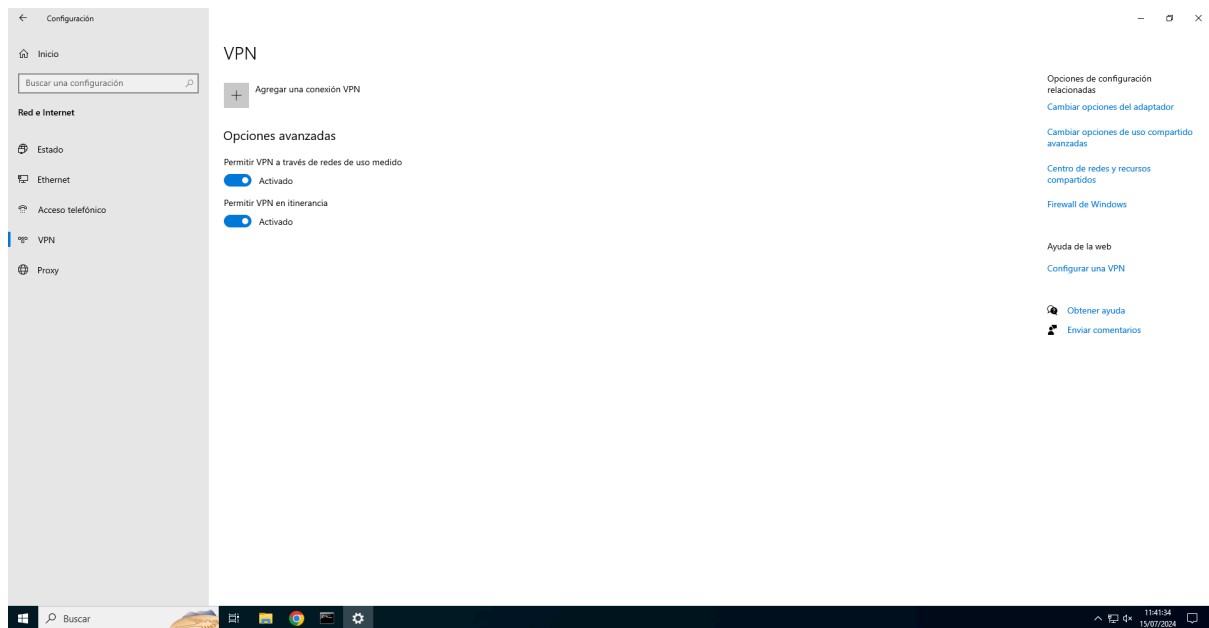 Configuración
Inicio
Buscar una configuración
Red e Internet
Estado
Ethernet
Acceso telefónico
VPN
Proxy
VPN
Agregar una conexión VPN
Opciones avanzadas
Permitir VPN a través de redes de uso medido
Activado
Permitir VPN en itinerancia
Activado
Opciones de configuración
relacionadas
Cambiar opciones del adaptador
Cambiar opciones de uso compartido
avanzadas
Centro de redes y recursos
compartidos
Firewall de Windows
Ayuda de la web
Configurar una VPN
Obtener ayuda
Enviar comentarios
Buscar
11:41:34
15/07/2024